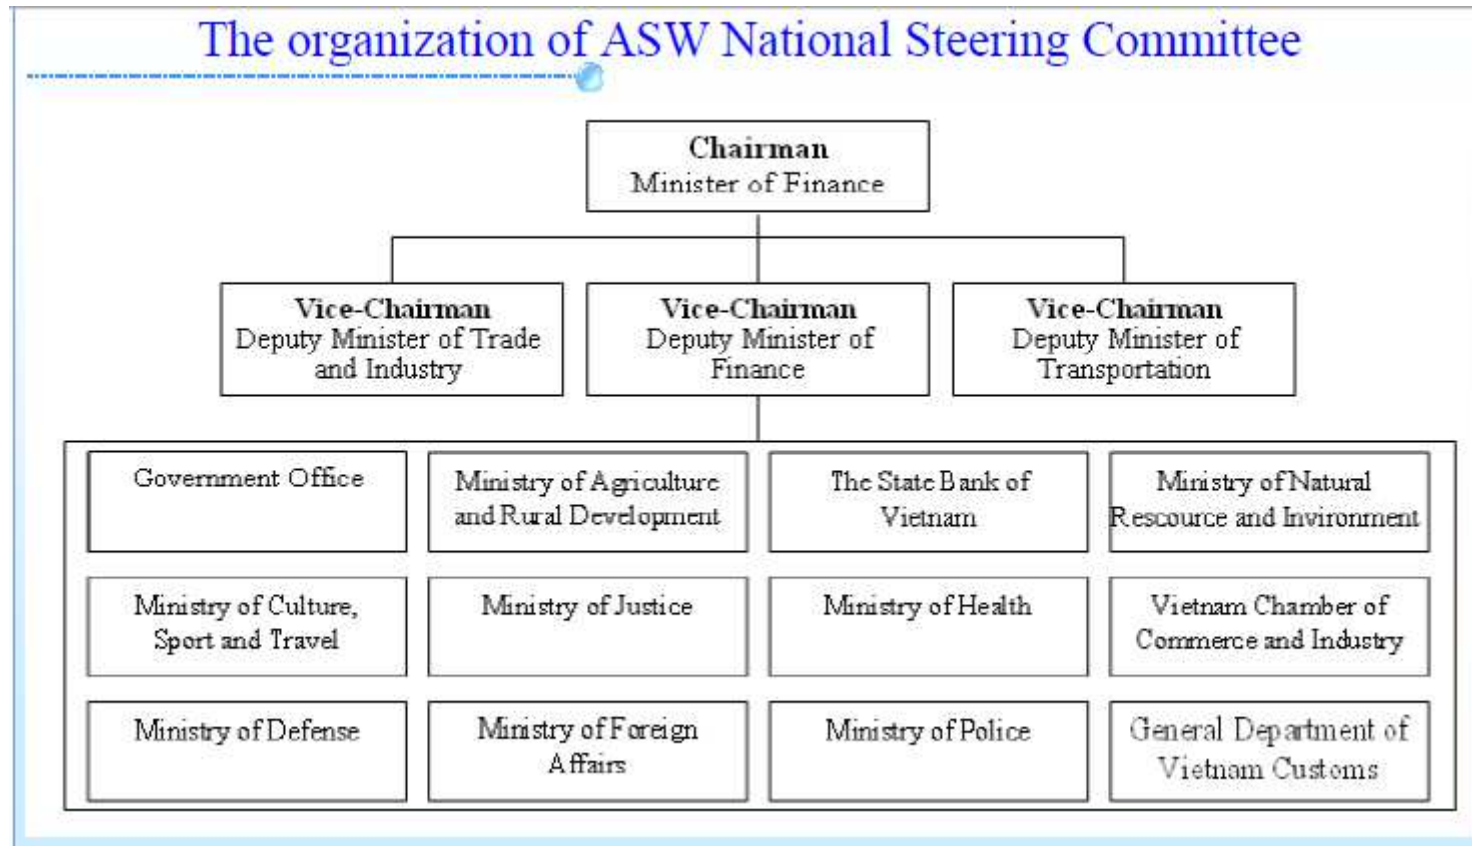 The organization of ASW National Steering Committee
Chairman
Minister of Finance
Vice-Chairman
Deputy Minister of Trade
and Industry
Vice-Chairman
Deputy Minister of
Finance
Vice-Chairman
Deputy Minister of
Transportation
Government Office
Ministry of Agriculture
and Rural Development
The State Bank of
Vietnam
Ministry of Natural
Rescource and Invironment
Ministry of Culture,
Sport and Travel
Ministry of Justice
Ministry of Health
Vietnam Chamber of
Commerce and Industry
Ministry of Defense
Ministry of Foreign
Affairs
Ministry of Police
General Department of
Vietnam Customs